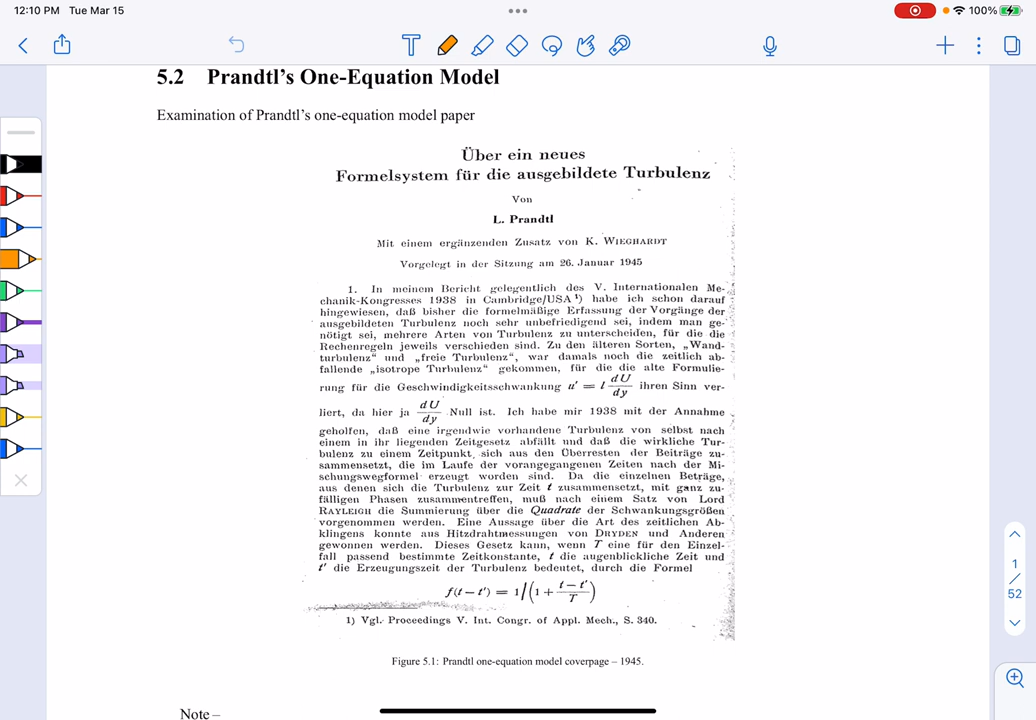 12:10 PM Tue Mar 15
100%
5.2 Prandtl's One-Equation Model
Examination of Prandtl's one-equation model paper
Über ein neues
Formelsystem für die ausgebildete Turbulenz
Von
L. Prandtl
Mit einem ergänzenden Zusatz von K. WIEGHARDT
Vorgelegt in der Sitzung am 26. Januar 1945
1. In meinem Bericht gelegentlich des V. Internationalen Me-
chanik-Kongresses 1938 in Cambridge/USA ¹) habe ich schon darauf
hingewiesen, daß bisher die formelmäßige Erfassung der Vorgänge der
ausgebildeten Turbulenz noch sehr unbefriedigend sei, indem man ge-
nötigt sei, mehrere Arten von Turbulenz zu unterscheiden, für die die
Rechenregeln jeweils verschieden sind. Zu den älteren Sorten, „Wand-
turbulenz“ und „freie Turbulenz“, war damals noch die zeitlich ab-
fallende „isotrope Turbulenz“ gekommen, für die die alte Formulie-
rung für die Geschwindigkeitsschwankung u' = l dU/dy ihren Sinn ver-
liert, da hier ja dU/dy Null ist. Ich habe mir 1938 mit der Annahme
geholfen, daß eine irgendwie vorhandene Turbulenz von selbst nach
einem in ihr liegenden Zeitgesetz abfällt und daß die wirkliche Tur-
bulenz zu einem Zeitpunkt sich aus den Überresten der Beiträge zu-
sammensetzt, die im Laufe der vorangegangenen Zeiten nach der Mi-
schungswegformel erzeugt worden sind. Da die einzelnen Beträge,
aus denen sich die Turbulenz zur Zeit t zusammensetzt, mit ganz zu-
fälligen Phasen zusammentreffen, muß nach einem Satz von Lord
RAYLEIGH die Summierung über die Quadrate der Schwankungsgrößen
vorgenommen werden. Eine Aussage über die Art des zeitlichen Ab-
klingens konnte aus Hitzdrahtmessungen von DRYDEN und Anderen
gewonnen werden. Dieses Gesetz kann, wenn T eine für den Einzel-
fall passend bestimmte Zeitkonstante, t die augenblickliche Zeit und
t' die Erzeugungszeit der Turbulenz bedeutet, durch die Formel
f(t − t') = 1/(1 + (t − t')/T)
1) Vgl. Proceedings V. Int. Congr. of Appl. Mech., S. 340.
Figure 5.1: Prandtl one-equation model coverpage – 1945.
Note –
1
/
52